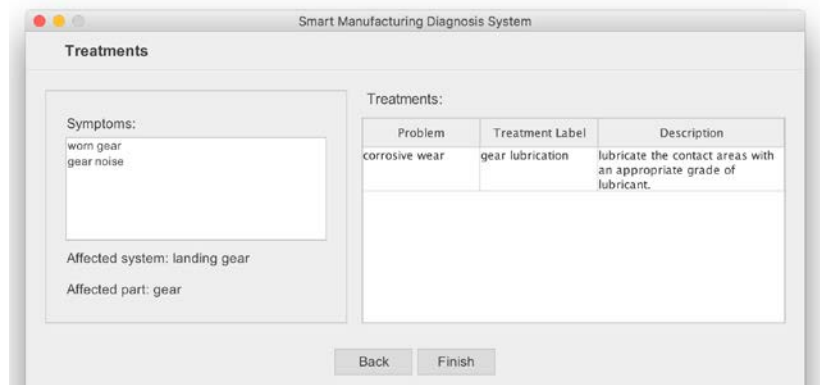 Smart Manufacturing Diagnosis System
Treatments
Symptoms:
worn gear
gear noise
Affected system: landing gear
Affected part: gear
Treatments:
Problem Treatment Label Description
corrosive wear gear lubrication lubricate the contact areas with
an appropriate grade of
lubricant.
Back Finish